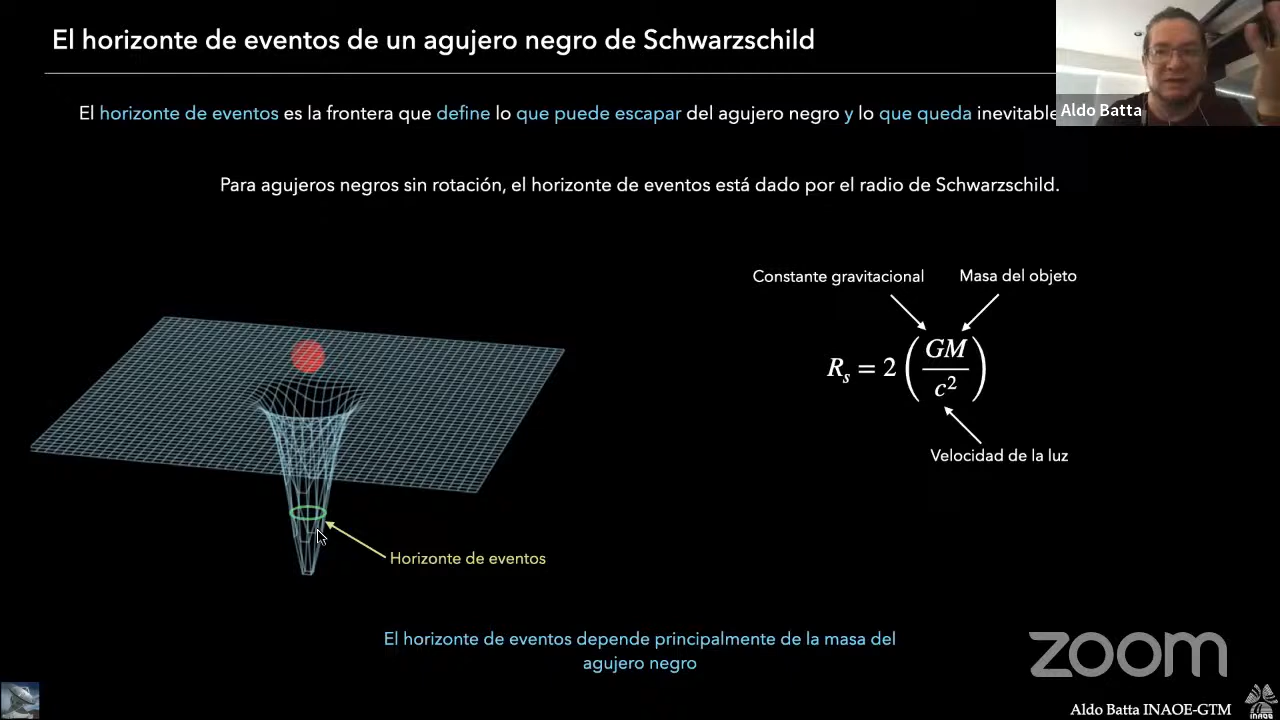 El horizonte de eventos de un agujero negro de Schwarzschild
El horizonte de eventos es la frontera que define lo que puede escapar del agujero negro y lo que queda inevitable
Aldo Batta
Para agujeros negros sin rotación, el horizonte de eventos está dado por el radio de Schwarzschild.
Constante gravitacional
Masa del objeto
R_s = 2 (GM / c²)
Velocidad de la luz
Horizonte de eventos
El horizonte de eventos depende principalmente de la masa del
agujero negro
zoom
Aldo Batta INAOE-GTM
INAOE